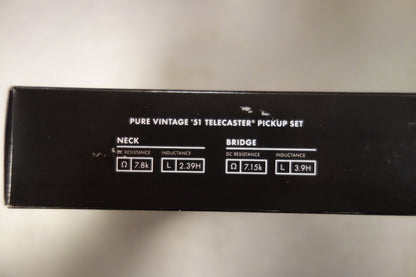 PURE VINTAGE '51 TELECASTER® PICKUP SET
NECK
DC RESISTANCE INDUCTANCE
Ω 7.8k L 2.39H
BRIDGE
DC RESISTANCE INDUCTANCE
Ω 7.15k L 3.9H